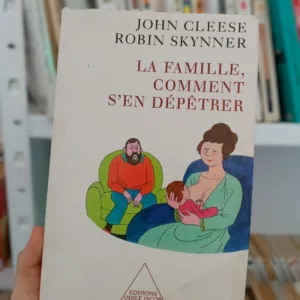 JOHN CLEESE
ROBIN SKYNNER
LA FAMILLE,
COMMENT
S'EN DÉPÊTRER
EDITIONS
ODILE JACOB